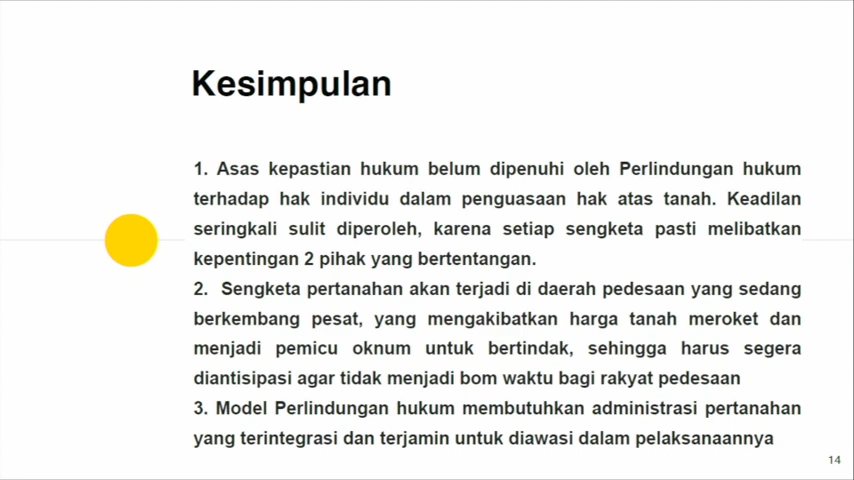 Kesimpulan
1. Asas kepastian hukum belum dipenuhi oleh Perlindungan hukum
terhadap hak individu dalam penguasaan hak atas tanah. Keadilan
seringkali sulit diperoleh, karena setiap sengketa pasti melibatkan
kepentingan 2 pihak yang bertentangan.
2. Sengketa pertanahan akan terjadi di daerah pedesaan yang sedang
berkembang pesat, yang mengakibatkan harga tanah meroket dan
menjadi pemicu oknum untuk bertindak, sehingga harus segera
diantisipasi agar tidak menjadi bom waktu bagi rakyat pedesaan
3. Model Perlindungan hukum membutuhkan administrasi pertanahan
yang terintegrasi dan terjamin untuk diawasi dalam pelaksanaannya
14